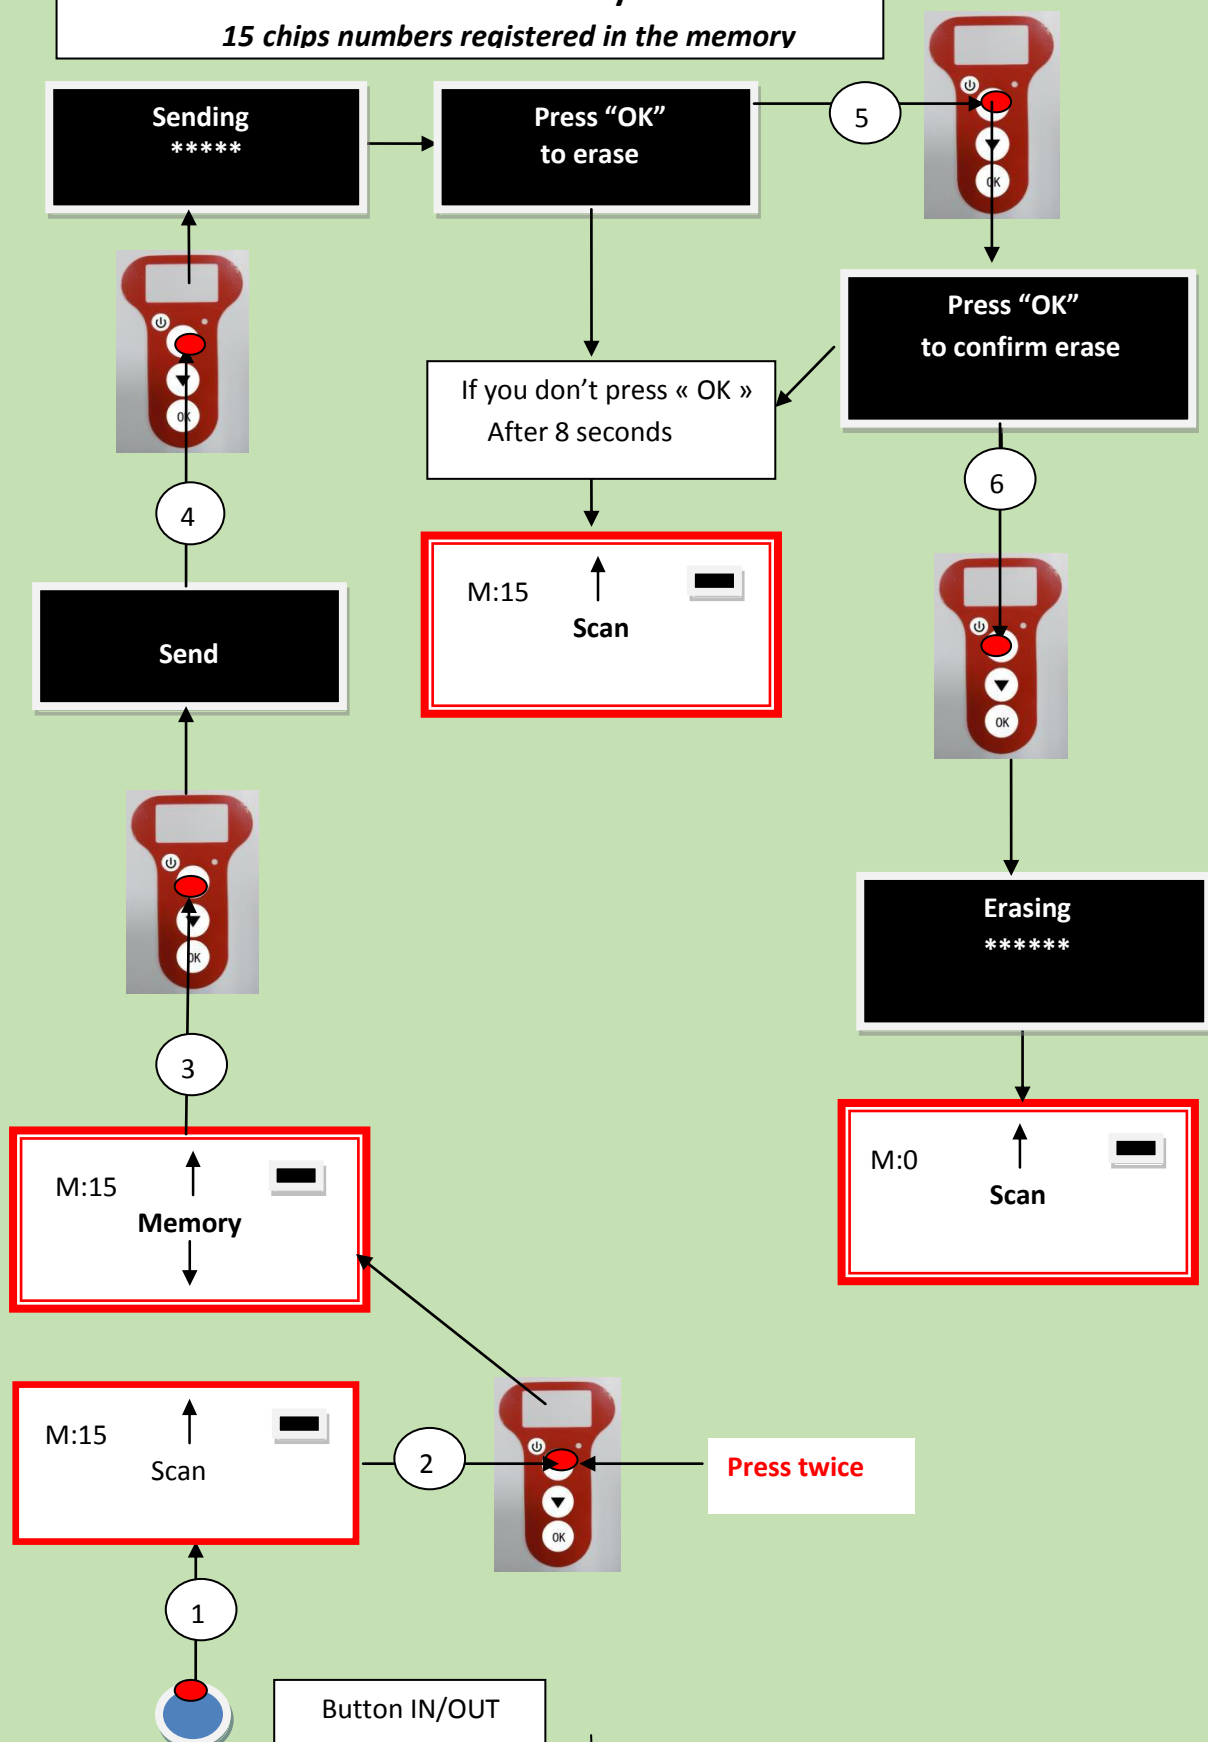 15 chips numbers registered in the memory
Sending
*****
Press “OK”
to erase
5
OK
Press “OK”
to confirm erase
OK
If you don’t press « OK »
After 8 seconds
4
6
M:15
Scan
Send
OK
OK
Erasing
******
3
M:15
Memory
M:0
Scan
M:15
Scan
2
Press twice
OK
1
Button IN/OUT